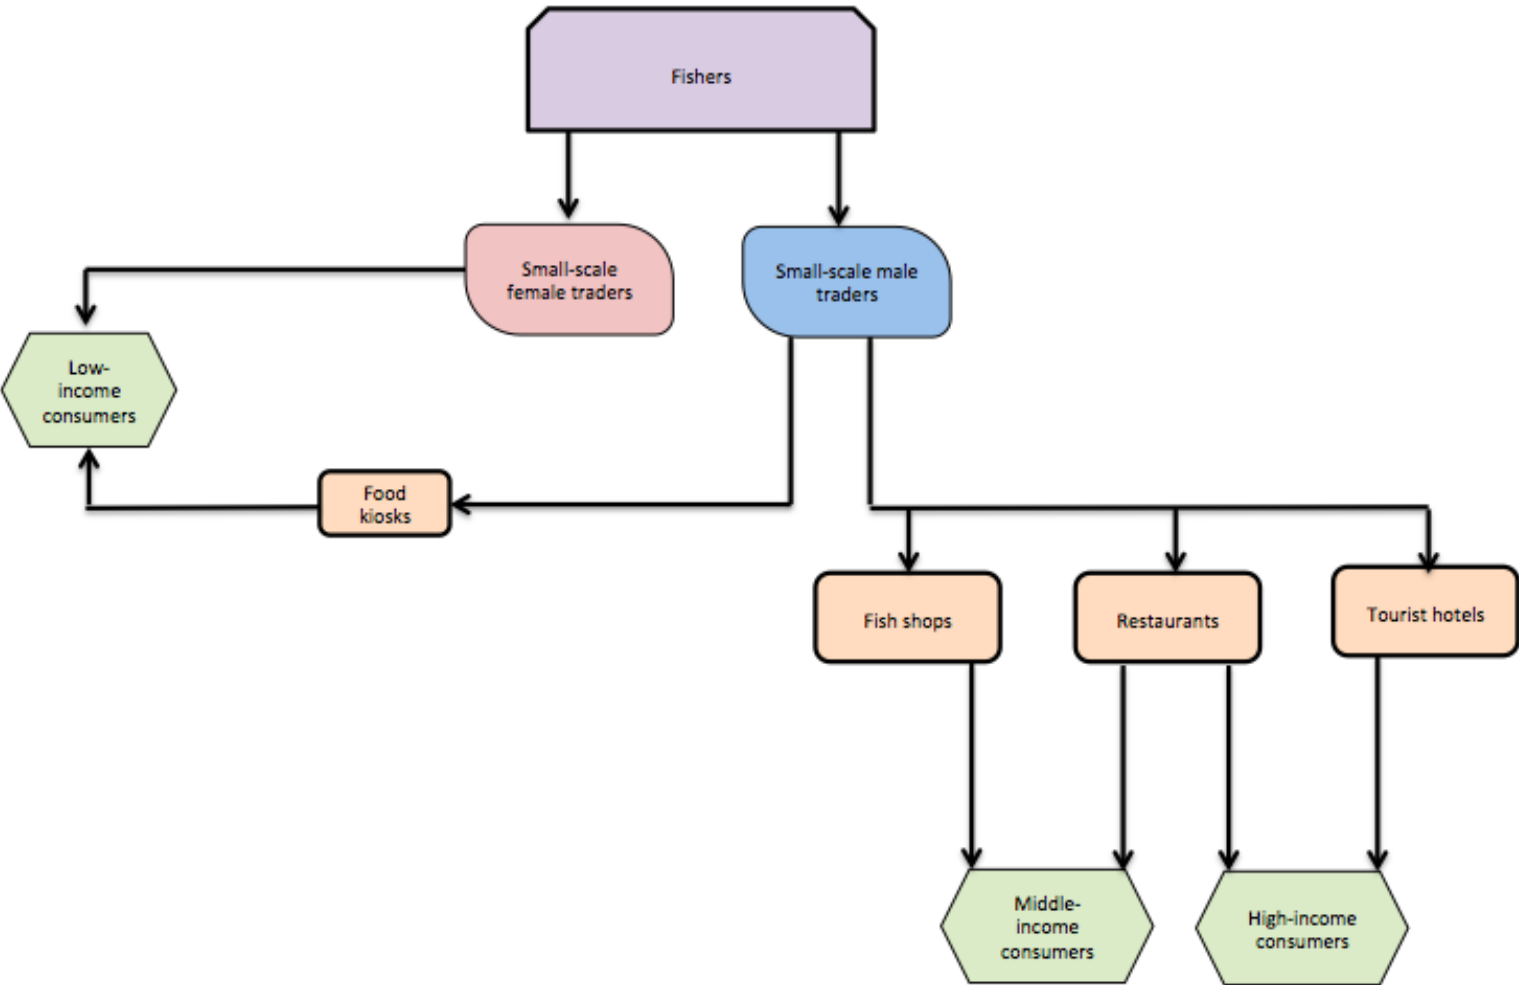 Fishers
Small-scale
female traders
Small-scale male
traders
Low-
income
consumers
Food
kiosks
Fish shops
Restaurants
Tourist hotels
Middle-
income
consumers
High-income
consumers